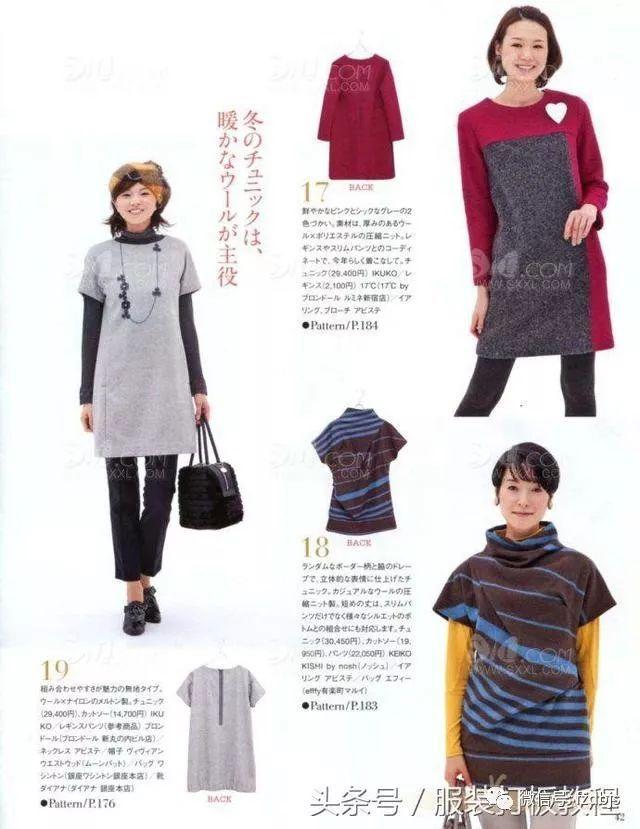 冬のチュニックは、
暖かなウールが主役
17
BACK
鮮やかなピンクとシックなグレーの2
色づかい。素材は、厚みのあるウー
ル×ポリエステルの圧縮ニット。レ
ギンスやスリムパンツとのコーディ
ネートで、今年らしく着こなして。チ
ュニック(29,400円) IKUKO／レ
ギンス(2,100円) 17℃(17℃ by
ブロンドール ルミネ新宿店)／イア
リング、ブローチ アビステ
●Pattern/P.184
18
BACK
ランダムなボーダー柄と脇のドレー
プで、立体的な表情に仕上げたチ
ュニック。カジュアルなウールの圧
縮ニット製。短めの丈は、スリムパ
ンツだけでなく様々なシルエットのボ
トムとの組合せにも対応します。チュ
ニック(30,450円)、カットソー(19,
950円)、パンツ(22,050円) KEIKO
KISHI by nosh(ノッシュ)／イア
リング アビステ／バッグ エフィー
(efffy有楽町マルイ)
●Pattern/P.183
19
組み合わせやすさが魅力の無地タイプ。
ウール×ナイロンのメルトン製。チュニック
(29,400円)、カットソー(14,700円) IKU
KO／レギンスパンツ(参考商品) ブロン
ドール(ブロンドール 新丸の内ビル店)／
ネックレス アビステ／帽子 ヴィヴィアン
ウエストウッド(ムーンバット)／バッグ ワ
シントン(銀座ワシントン銀座本店)／靴
ダイアナ(ダイアナ 銀座本店)
●Pattern/P.176
BACK
SXXL.COM
头条号／服装打板教程
42